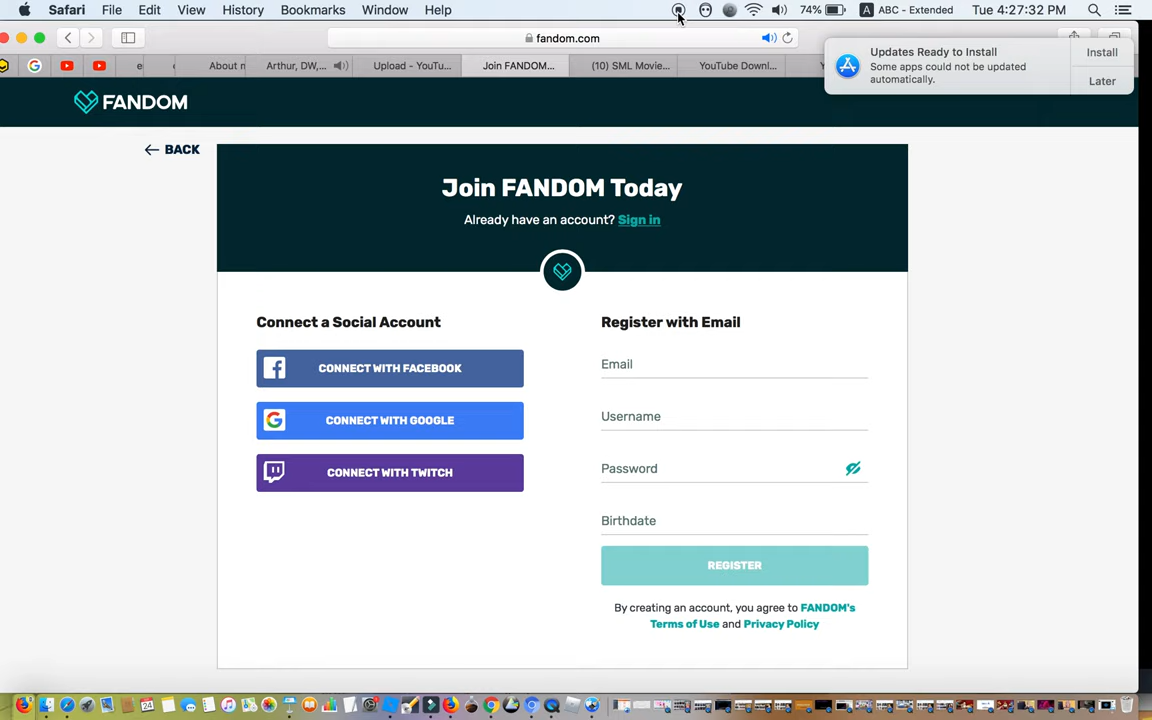 Safari File Edit View History Bookmarks Window Help 74% A ABC - Extended Tue 4:27:32 PM
fandom.com
About m Arthur, DW,... Upload - YouTu... Join FANDOM... (10) SML Movie... YouTube Downl...
Updates Ready to Install
Some apps could not be updated
automatically.
Install
Later
FANDOM
BACK
Join FANDOM Today
Already have an account? Sign in
Connect a Social Account
CONNECT WITH FACEBOOK
CONNECT WITH GOOGLE
CONNECT WITH TWITCH
Register with Email
Email
Username
Password
Birthdate
REGISTER
By creating an account, you agree to FANDOM's
Terms of Use and Privacy Policy